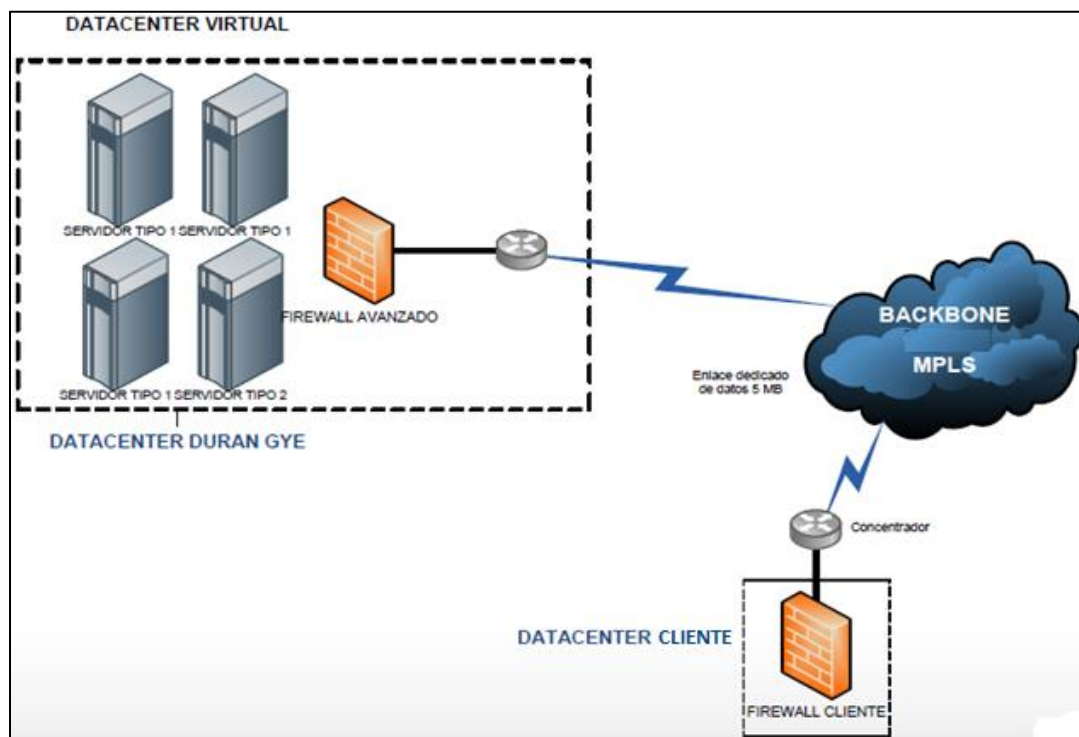 DATACENTER VIRTUAL
SERVIDOR TIPO 1
SERVIDOR TIPO 1
FIREWALL AVANZADO
SERVIDOR TIPO 1
SERVIDOR TIPO 2
DATACENTER DURAN GYE
BACKBONE
MPLS
Enlace dedicado
de datos 5 MB
Concentrador
DATACENTER CLIENTE
FIREWALL CLIENTE